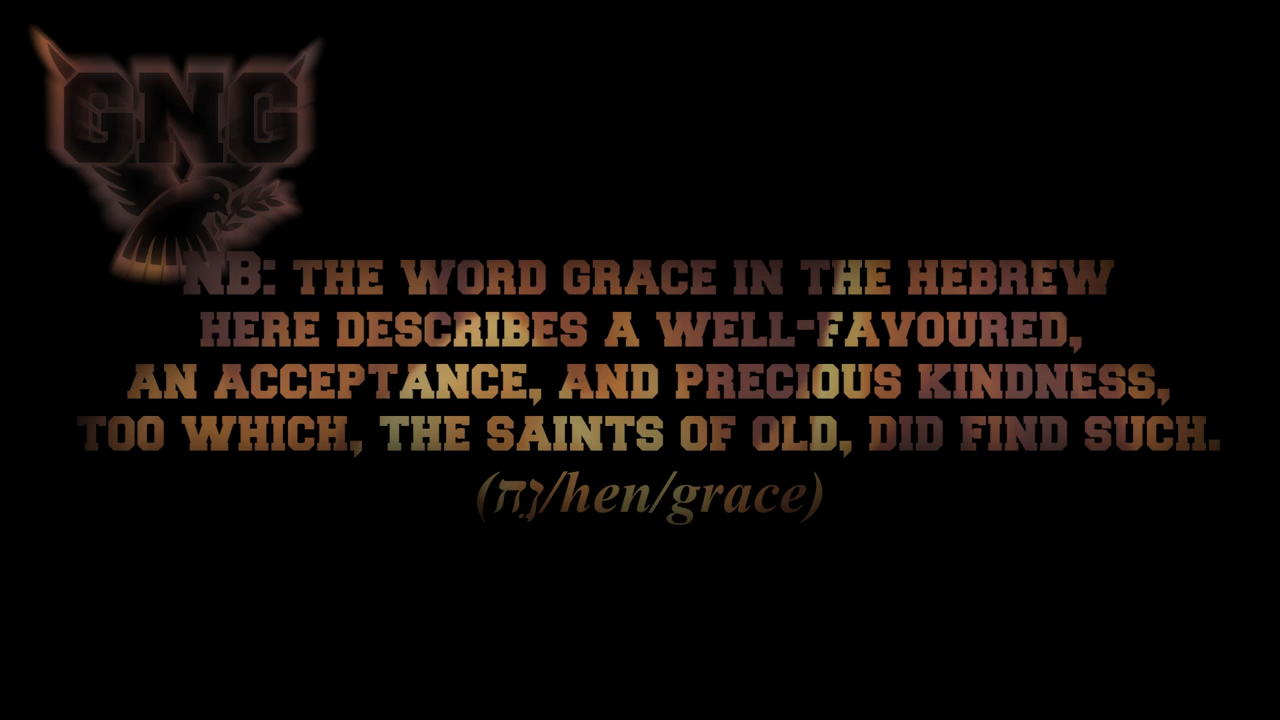 GNG
NB: THE WORD GRACE IN THE HEBREW
HERE DESCRIBES A WELL-FAVOURED,
AN ACCEPTANCE, AND PRECIOUS KINDNESS,
TOO WHICH, THE SAINTS OF OLD, DID FIND SUCH.
(חֵן/hen/grace)